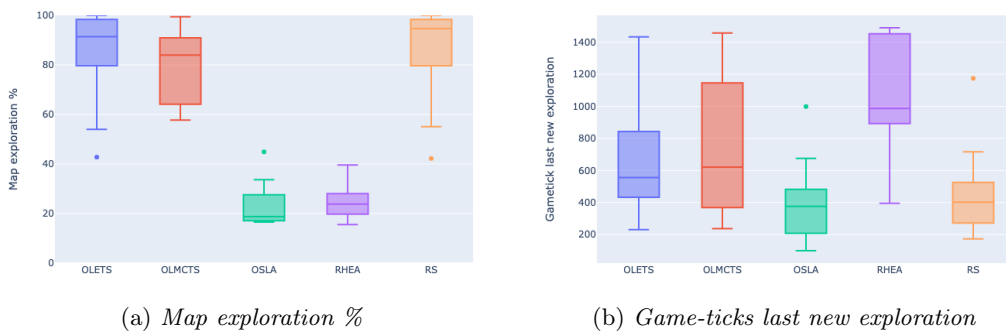 Map exploration %
100
80
60
40
20
0
OLETS OLMCTS OSLA RHEA RS
(a) Map exploration %
Gametick last new exploration
1400
1200
1000
800
600
400
200
OLETS OLMCTS OSLA RHEA RS
(b) Game-ticks last new exploration